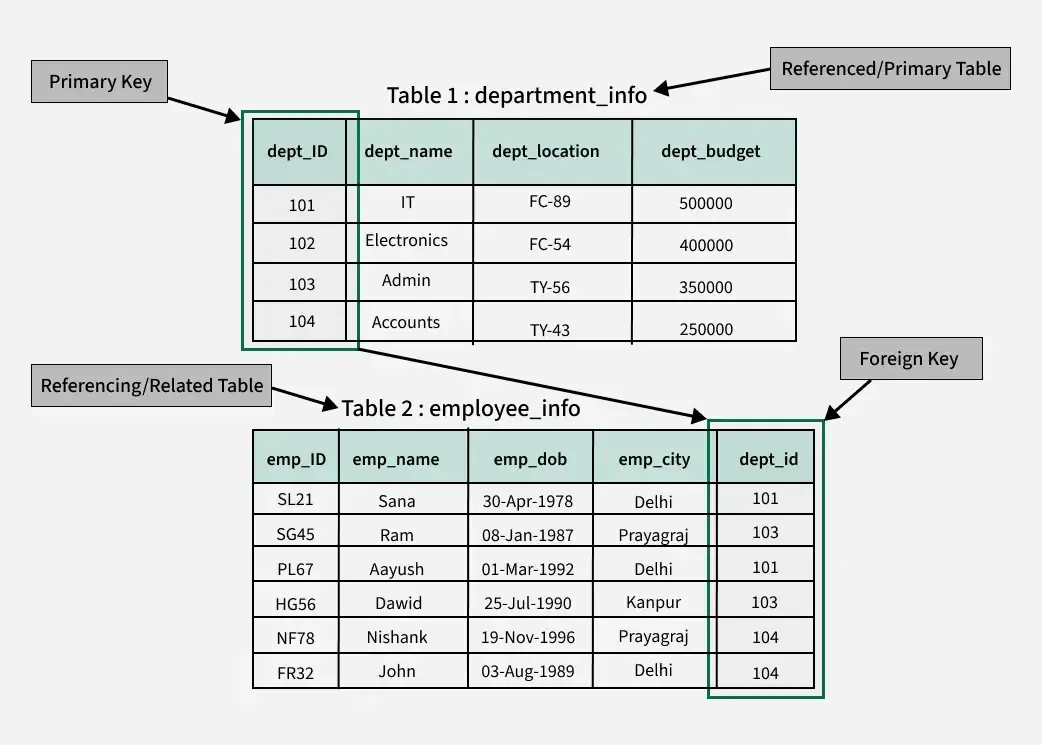 Primary Key
Referenced/Primary Table
Table 1 : department_info
dept_ID dept_name dept_location dept_budget
101 IT FC-89 500000
102 Electronics FC-54 400000
103 Admin TY-56 350000
104 Accounts TY-43 250000
Foreign Key
Referencing/Related Table
Table 2 : employee_info
emp_ID emp_name emp_dob emp_city dept_id
SL21 Sana 30-Apr-1978 Delhi 101
SG45 Ram 08-Jan-1987 Prayagraj 103
PL67 Aayush 01-Mar-1992 Delhi 101
HG56 Dawid 25-Jul-1990 Kanpur 103
NF78 Nishank 19-Nov-1996 Prayagraj 104
FR32 John 03-Aug-1989 Delhi 104